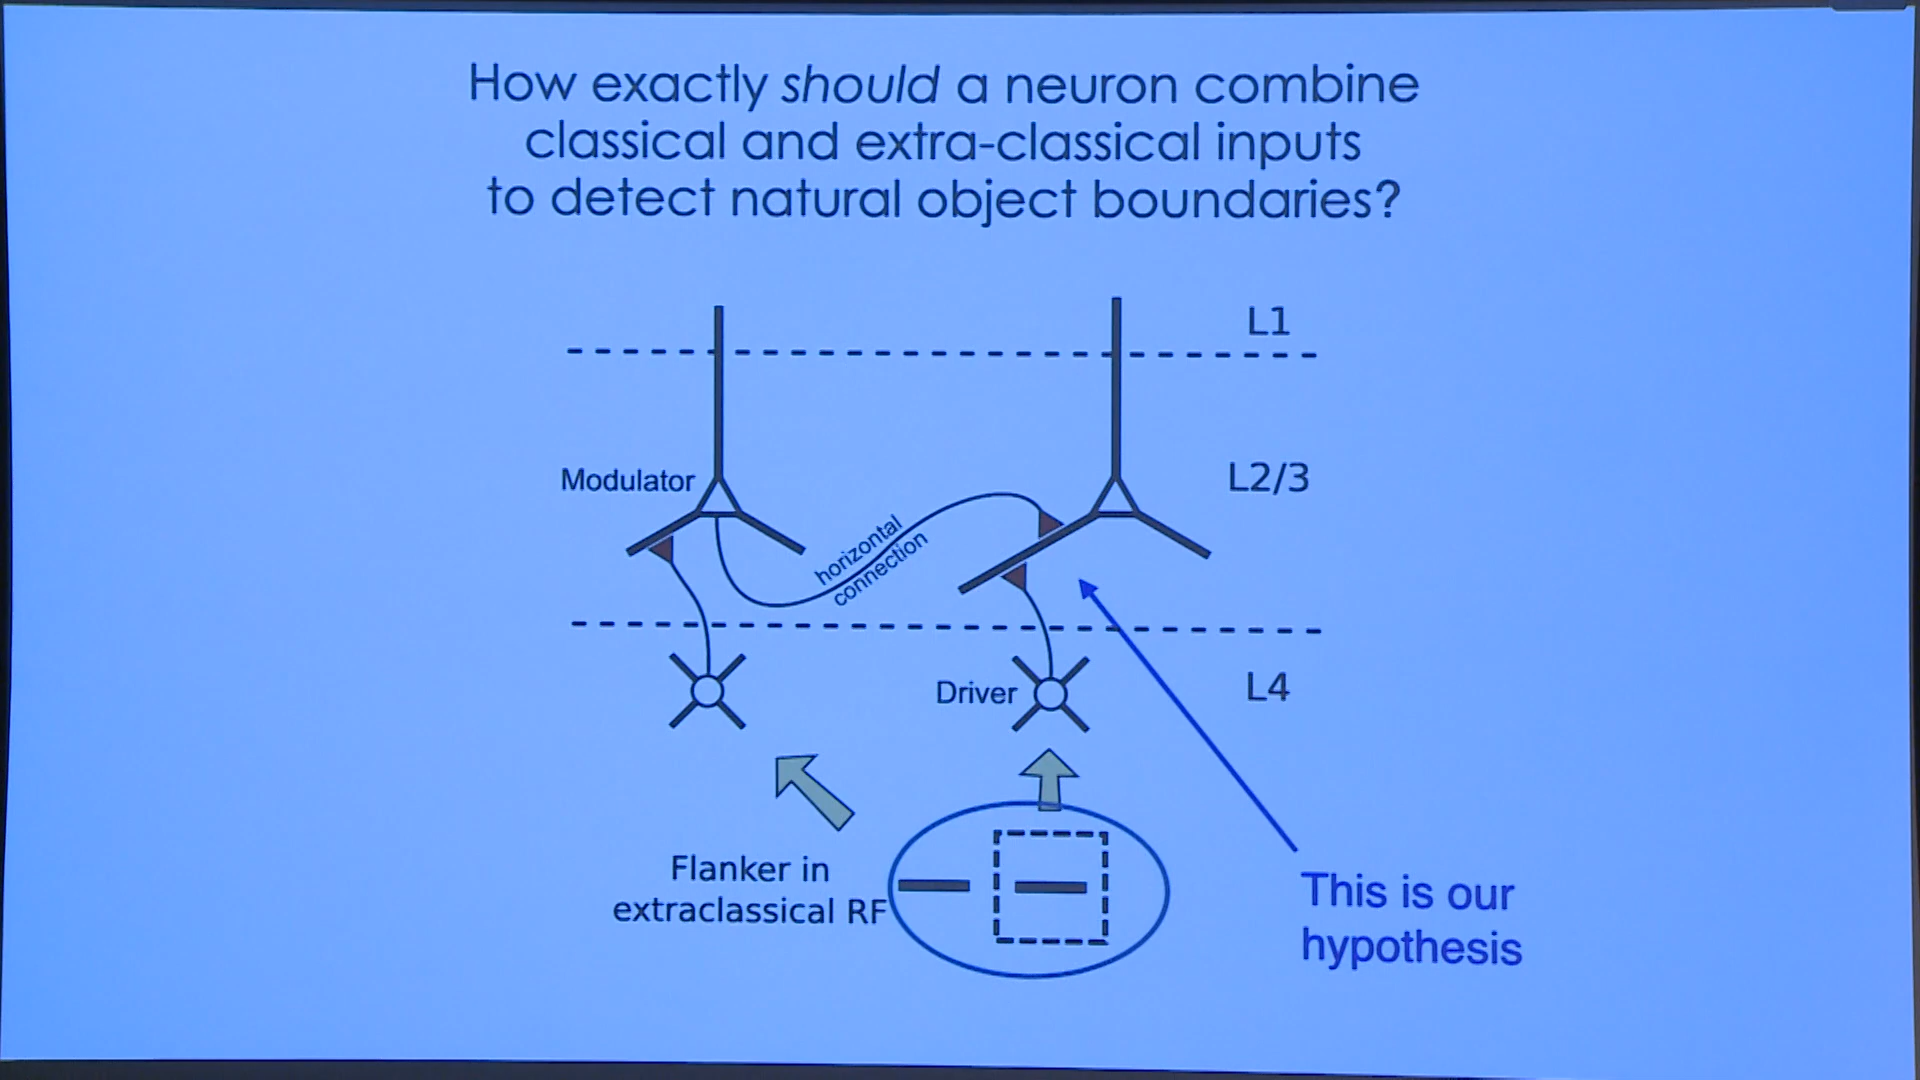 How exactly should a neuron combine
classical and extra-classical inputs
to detect natural object boundaries?
L1
Modulator
L2/3
horizontal
connection
Driver
L4
Flanker in
extraclassical RF
This is our
hypothesis